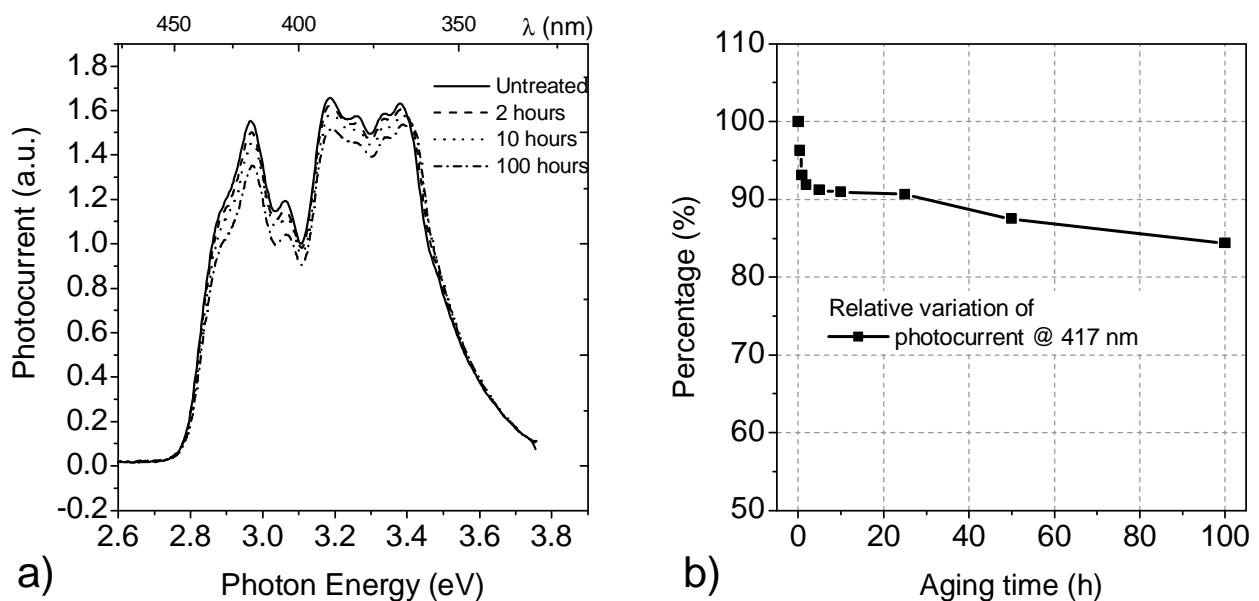 450 400 350 λ (nm)
1.8
1.6
1.4
1.2
1.0
0.8
0.6
0.4
0.2
0.0
-0.2
Photocurrent (a.u.)
Untreated
2 hours
10 hours
100 hours
2.6 2.8 3.0 3.2 3.4 3.6 3.8
Photon Energy (eV)
a)
110
100
90
80
70
60
50
Percentage (%)
Relative variation of
photocurrent @ 417 nm
0 20 40 60 80 100
Aging time (h)
b)